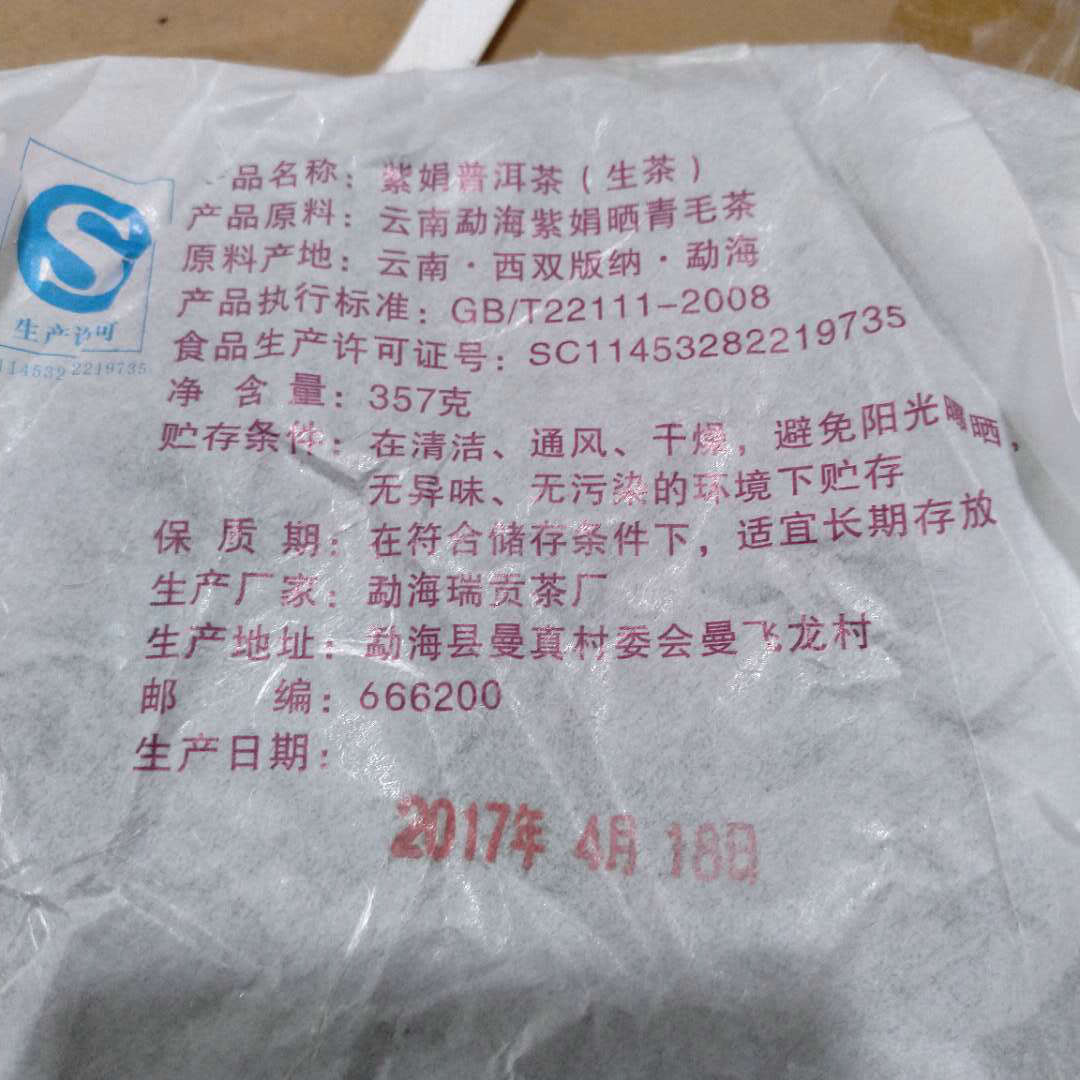 品名称：紫娟普洱茶（生茶）
产品原料：云南勐海紫娟晒青毛茶
原料产地：云南·西双版纳·勐海
产品执行标准：GB/T22111-2008
食品生产许可证号：SC11453282219735
净 含 量：357克
贮存条件：在清洁、通风、干燥，避免阳光曝晒，
无异味、无污染的环境下贮存
保 质 期：在符合储存条件下，适宜长期存放
生产厂家：勐海瑞贡茶厂
生产地址：勐海县曼真村委会曼飞龙村
邮 编：666200
生产日期：
2017年 4月 18日
S
生产许可
114532 2219735